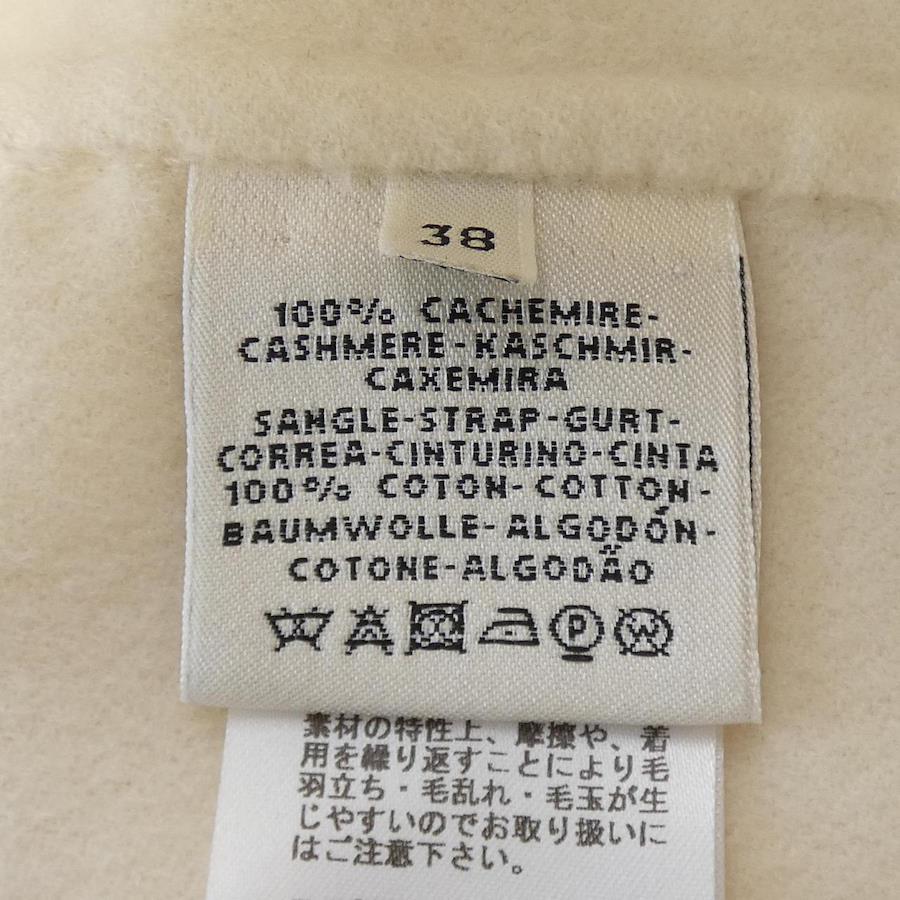 38
100% CACHEMIRE-
CASHMERE-KASCHMIR-
CAXEMIRA
SANGLE-STRAP-GURT-
CORREA-CINTURINO-CINTA
100% COTON-COTTON-
BAUMWOLLE-ALGODÓN-
COTONE-ALGODÃO
P W
素材の特性上、摩擦や、着
用を繰り返すことにより毛
羽立ち・毛乱れ・毛玉が生
じやすいのでお取り扱いに
はご注意下さい。